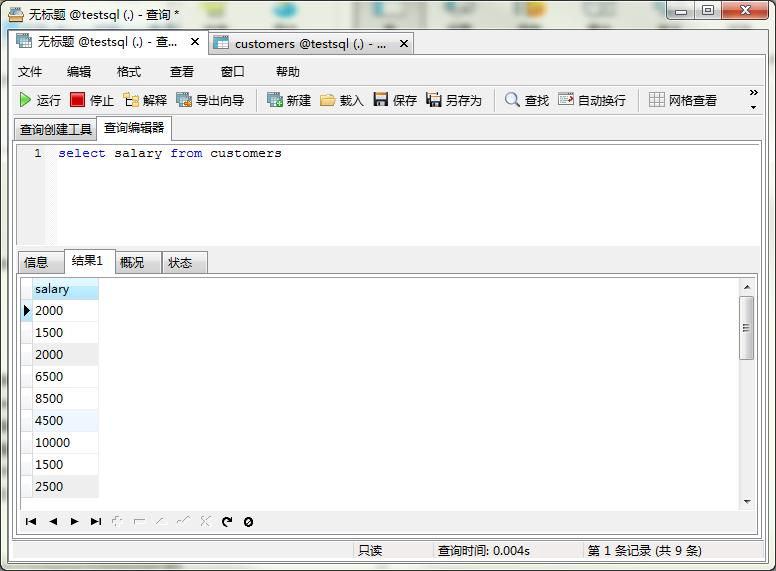 无标题 @testsql (.) - 查询 *
无标题 @testsql (.) - 查... customers @testsql (.) - ...
文件 编辑 格式 查看 窗口 帮助
运行 停止 解释 导出向导 新建 载入 保存 另存为 查找 自动换行 网格查看
查询创建工具 查询编辑器
1 select salary from customers
信息 结果1 概况 状态
salary
2000
1500
2000
6500
8500
4500
10000
1500
2500
只读 查询时间: 0.004s 第 1 条记录 (共 9 条)